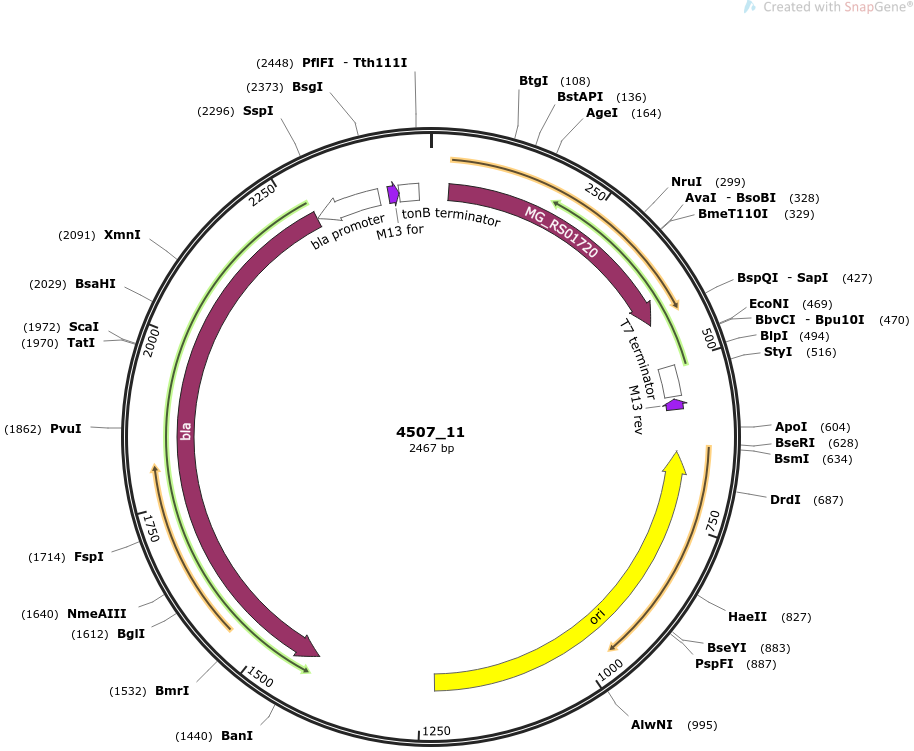 Created with SnapGene®
(2448) PflFI - Tth111I
(2373) BsgI
(2296) SspI
BtgI (108)
BstAPI (136)
AgeI (164)
NruI (299)
AvaI - BsoBI (328)
BmeT110I (329)
BspQI - SapI (427)
EcoNI (469)
BbvCI - Bpu10I (470)
BlpI (494)
StyI (516)
ApoI (604)
BseRI (628)
BsmI (634)
DrdI (687)
HaeII (827)
BseYI (883)
PspFI (887)
AlwNI (995)
(2091) XmnI
(2029) BsaHI
(1972) ScaI
(1970) TatI
(1862) PvuI
(1714) FspI
(1640) NmeAIII
(1612) BglI
(1532) BmrI
(1440) BanI
250
500
750
1000
1250
1500
1750
2000
2250
bla promoter
M13 for
tonB terminator
MG_RS01720
T7 terminator
M13 rev
bla
ori
4507_11
2467 bp